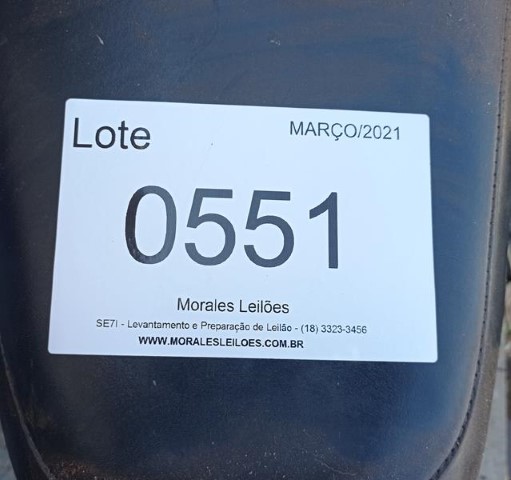 Lote
MARÇO/2021
0551
Morales Leilões
SE7I - Levantamento e Preparação de Leilão - (18) 3323-3456
WWW.MORALESLEILOES.COM.BR